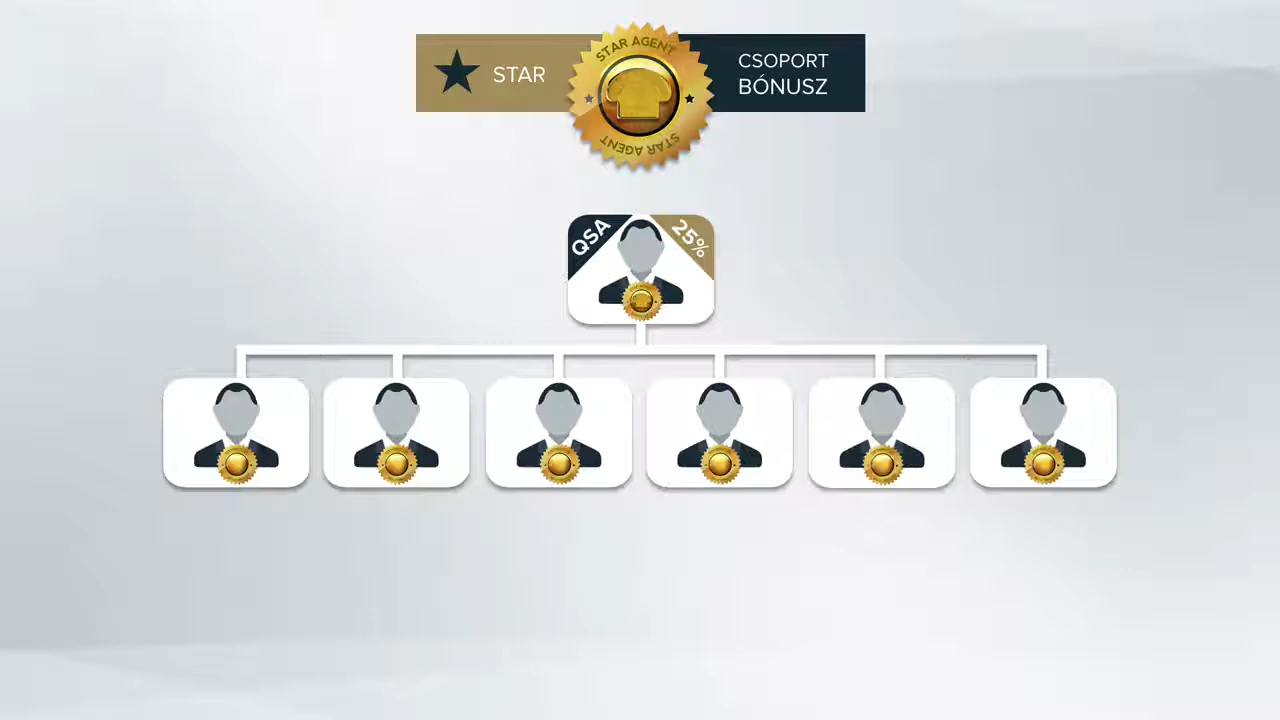 STAR
STAR AGENT
STAR AGENT
CSOPORT
BÓNUSZ
QSA
25%